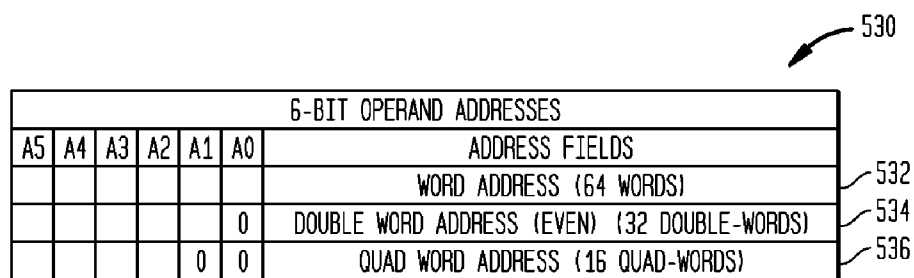 530
6-BIT OPERAND ADDRESSES
A5 A4 A3 A2 A1 A0 ADDRESS FIELDS
WORD ADDRESS (64 WORDS) 532
0 DOUBLE WORD ADDRESS (EVEN) (32 DOUBLE-WORDS) 534
0 0 QUAD WORD ADDRESS (16 QUAD-WORDS) 536